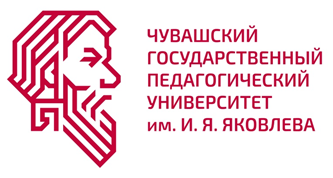 ЧУВАШСКИЙ
ГОСУДАРСТВЕННЫЙ
ПЕДАГОГИЧЕСКИЙ
УНИВЕРСИТЕТ
им. И. Я. ЯКОВЛЕВА